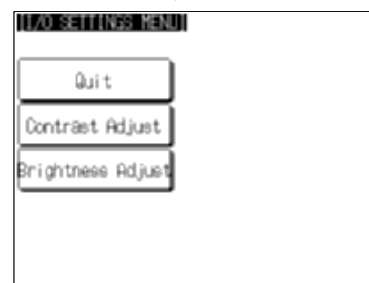 [I/O SETTINGS MENU]
Quit
Contrast Adjust
Brightness Adjust